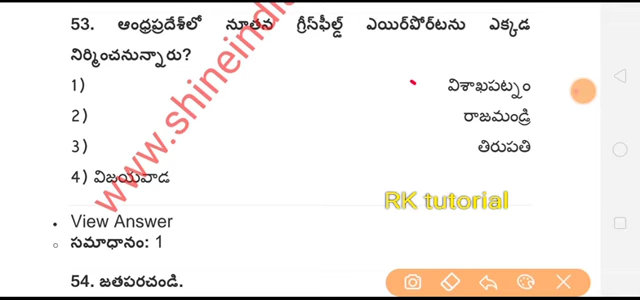 53. ఆంధ్రప్రదేశ్‌లో నూతన గ్రీన్‌ఫీల్డ్ ఎయిర్‌పోర్ట్‌ను ఎక్కడ
నిర్మించనున్నారు?
1) విశాఖపట్నం
2) రాజమండ్రి
3) తిరుపతి
4) విజయవాడ
www.shineindia
RK tutorial
• View Answer
○ సమాధానం: 1
54. జతపరచండి.